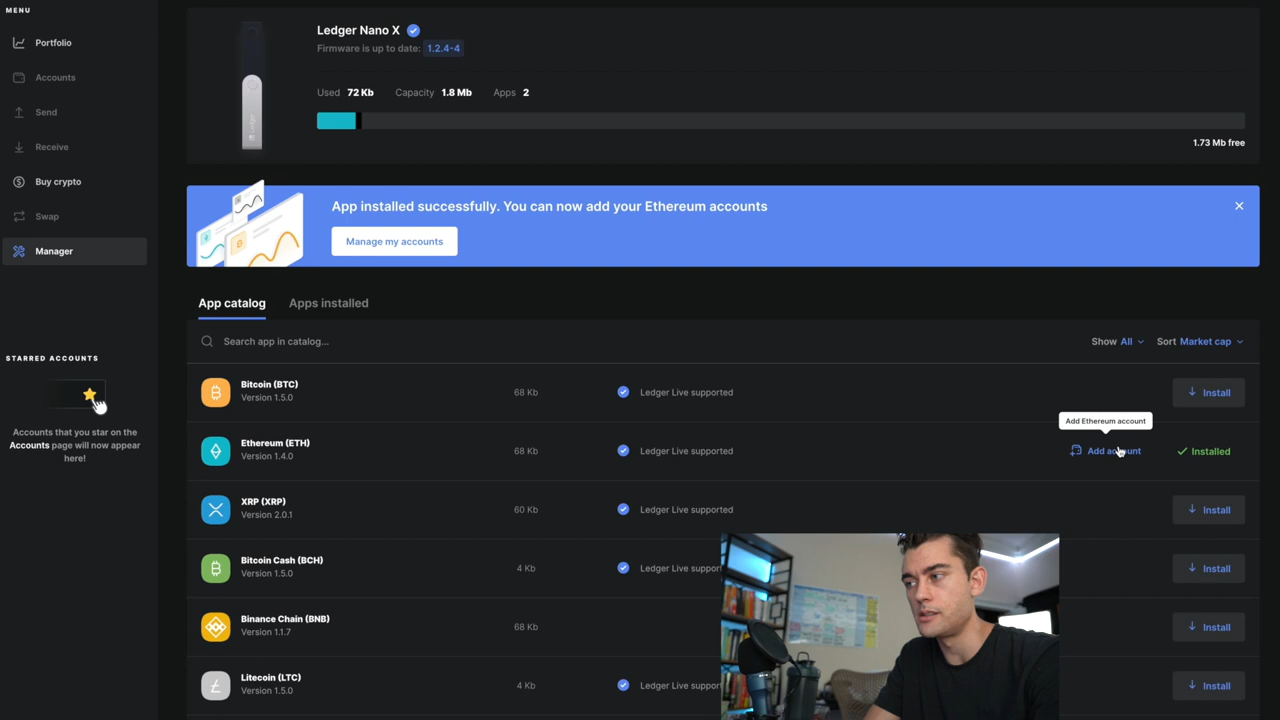 MENU
Portfolio
Accounts
Send
Receive
Buy crypto
Swap
Manager
STARRED ACCOUNTS
Accounts that you star on the
Accounts page will now appear
here!
Ledger Nano X
Firmware is up to date: 1.2.4-4
Used 72 Kb Capacity 1.8 Mb Apps 2
1.73 Mb free
App installed successfully. You can now add your Ethereum accounts
Manage my accounts
App catalog Apps installed
Search app in catalog... Show All Sort Market cap
Bitcoin (BTC)
Version 1.5.0
68 Kb Ledger Live supported Install
Add Ethereum account
Ethereum (ETH)
Version 1.4.0
68 Kb Ledger Live supported Add account Installed
XRP (XRP)
Version 2.0.1
60 Kb Ledger Live supported Install
Bitcoin Cash (BCH)
Version 1.5.0
4 Kb Ledger Live support Install
Binance Chain (BNB)
Version 1.1.7
68 Kb Install
Litecoin (LTC)
Version 1.5.0
4 Kb Ledger Live support Install